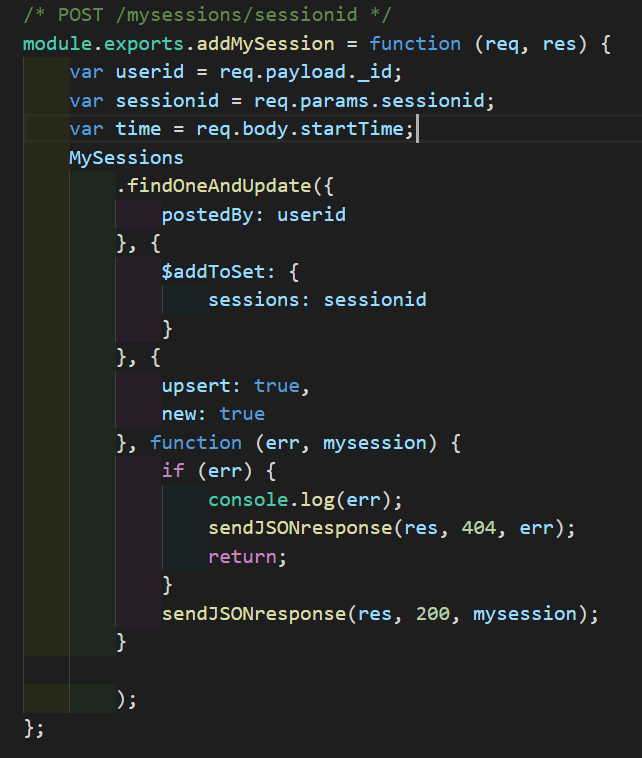 /* POST /mysessions/sessionid */
module.exports.addMySession = function (req, res) {
    var userid = req.payload._id;
    var sessionid = req.params.sessionid;
    var time = req.body.startTime;
    MySessions
        .findOneAndUpdate({
            postedBy: userid
        }, {
            $addToSet: {
                sessions: sessionid
            }
        }, {
            upsert: true,
            new: true
        }, function (err, mysession) {
            if (err) {
                console.log(err);
                sendJSONresponse(res, 404, err);
                return;
            }
            sendJSONresponse(res, 200, mysession);
        }

        );
};